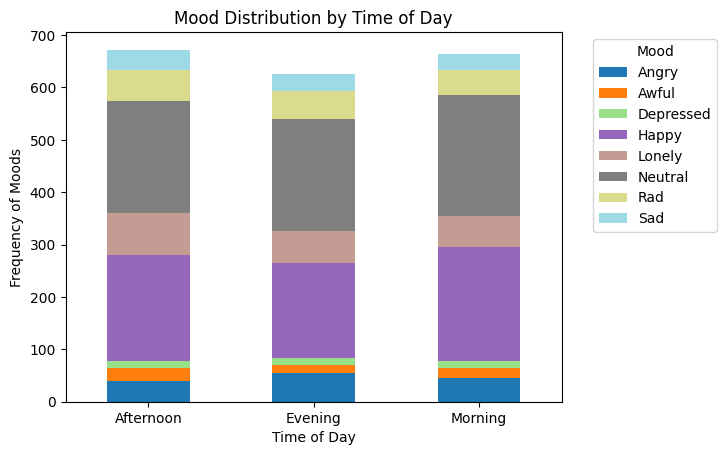 Mood Distribution by Time of Day
Frequency of Moods
700
600
500
400
300
200
100
0
Afternoon
Evening
Morning
Time of Day
Mood
Angry
Awful
Depressed
Happy
Lonely
Neutral
Rad
Sad